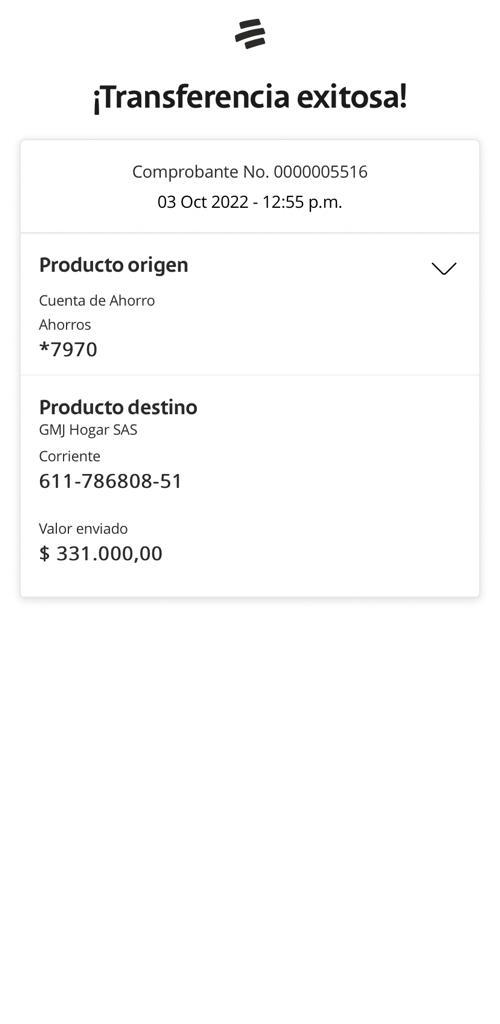 ¡Transferencia exitosa!
Comprobante No. 0000005516
03 Oct 2022 - 12:55 p.m.
Producto origen
Cuenta de Ahorro
Ahorros
*7970
Producto destino
GMJ Hogar SAS
Corriente
611-786808-51
Valor enviado
$ 331.000,00